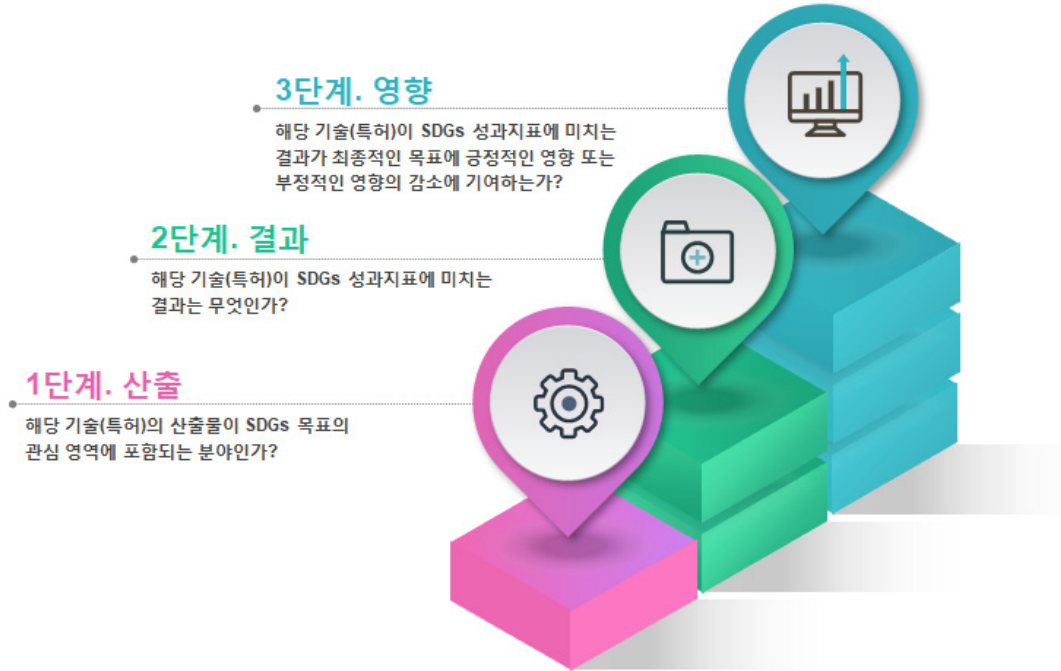 3단계. 영향
해당 기술(특허)이 SDGs 성과지표에 미치는
결과가 최종적인 목표에 긍정적인 영향 또는
부정적인 영향의 감소에 기여하는가?
2단계. 결과
해당 기술(특허)이 SDGs 성과지표에 미치는
결과는 무엇인가?
1단계. 산출
해당 기술(특허)의 산출물이 SDGs 목표의
관심 영역에 포함되는 분야인가?